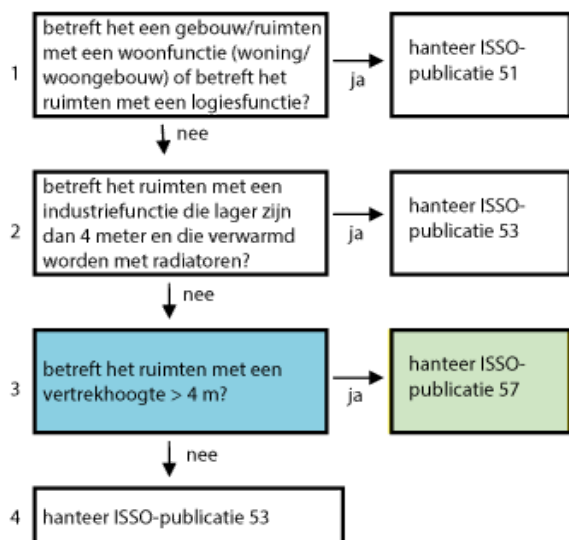 1
betreft het een gebouw/ruimten
met een woonfunctie (woning/
woongebouw) of betreft het
ruimten met een logiesfunctie?
ja
hanteer ISSO-
publicatie 51
nee
2
betreft het ruimten met een
industriefunctie die lager zijn
dan 4 meter en die verwarmd
worden met radiatoren?
ja
hanteer ISSO-
publicatie 53
nee
3
betreft het ruimten met een
vertrekhoogte > 4 m?
ja
hanteer ISSO-
publicatie 57
nee
4
hanteer ISSO-publicatie 53